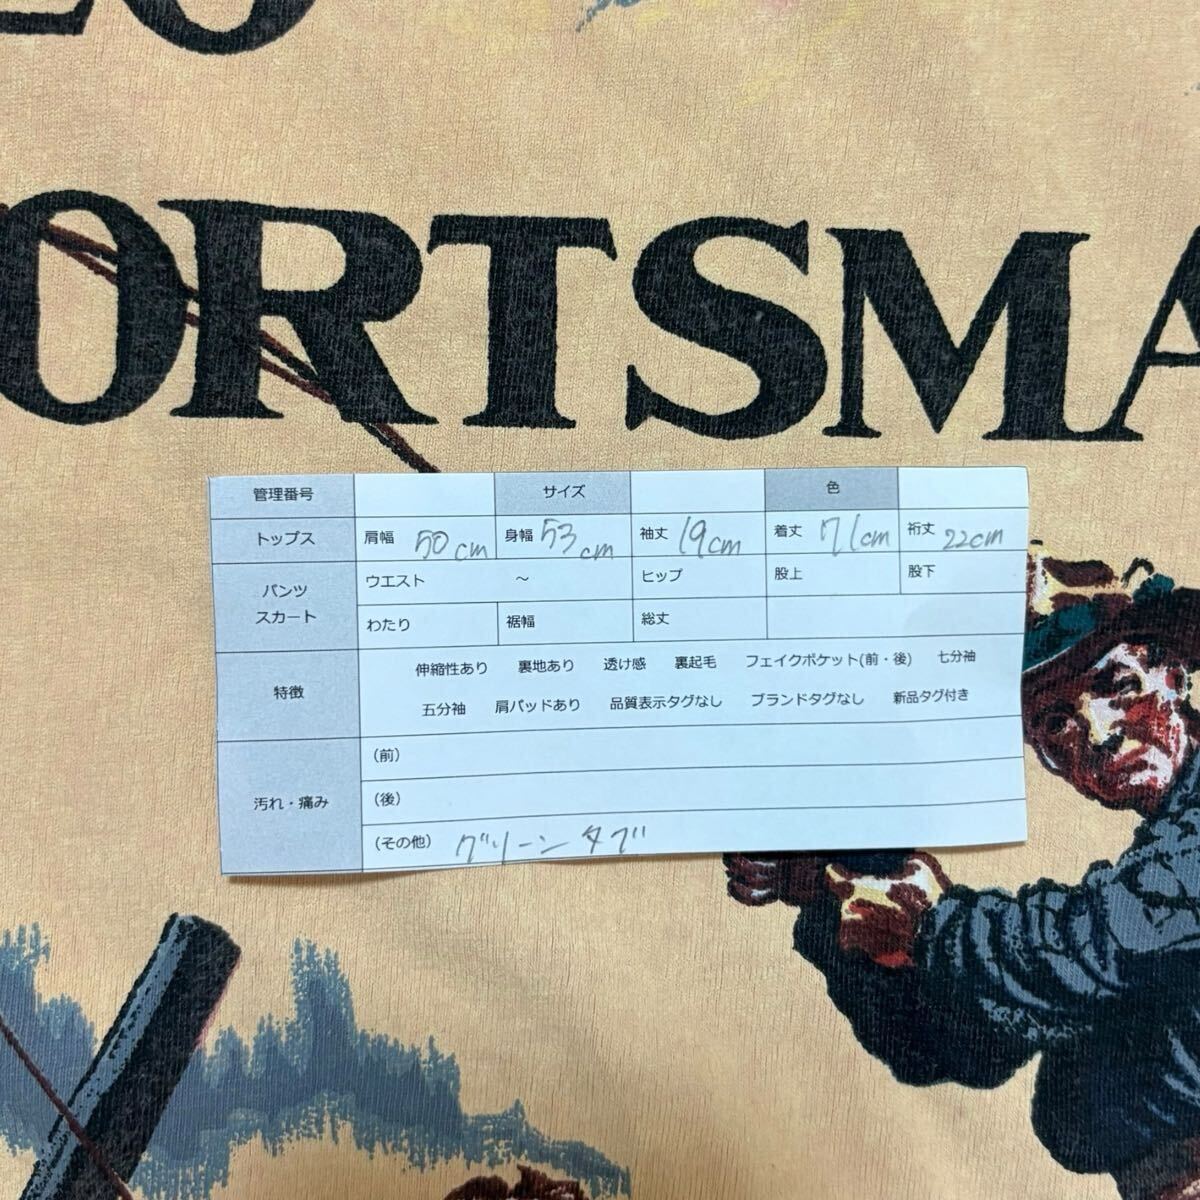 LO
ORTSMA
管理番号 サイズ 色
トップス 肩幅 50cm 身幅 53cm 袖丈 19cm 着丈 71cm 裄丈 22cm
パンツ スカート ウエスト ～ ヒップ 股上 股下
わたり 裾幅 総丈
特徴 伸縮性あり 裏地あり 透け感 裏起毛 フェイクポケット(前・後) 七分袖
五分袖 肩パッドあり 品質表示タグなし ブランドタグなし 新品タグ付き
汚れ・痛み (前)
(後)
(その他) グリーンタブ